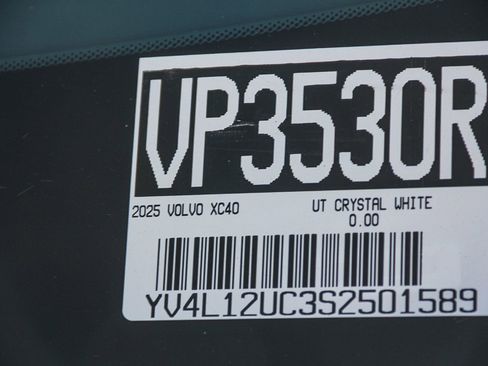 VP3530R
2025 VOLVO XC40 UT CRYSTAL WHITE
0.00
YV4L12UC3S2501589